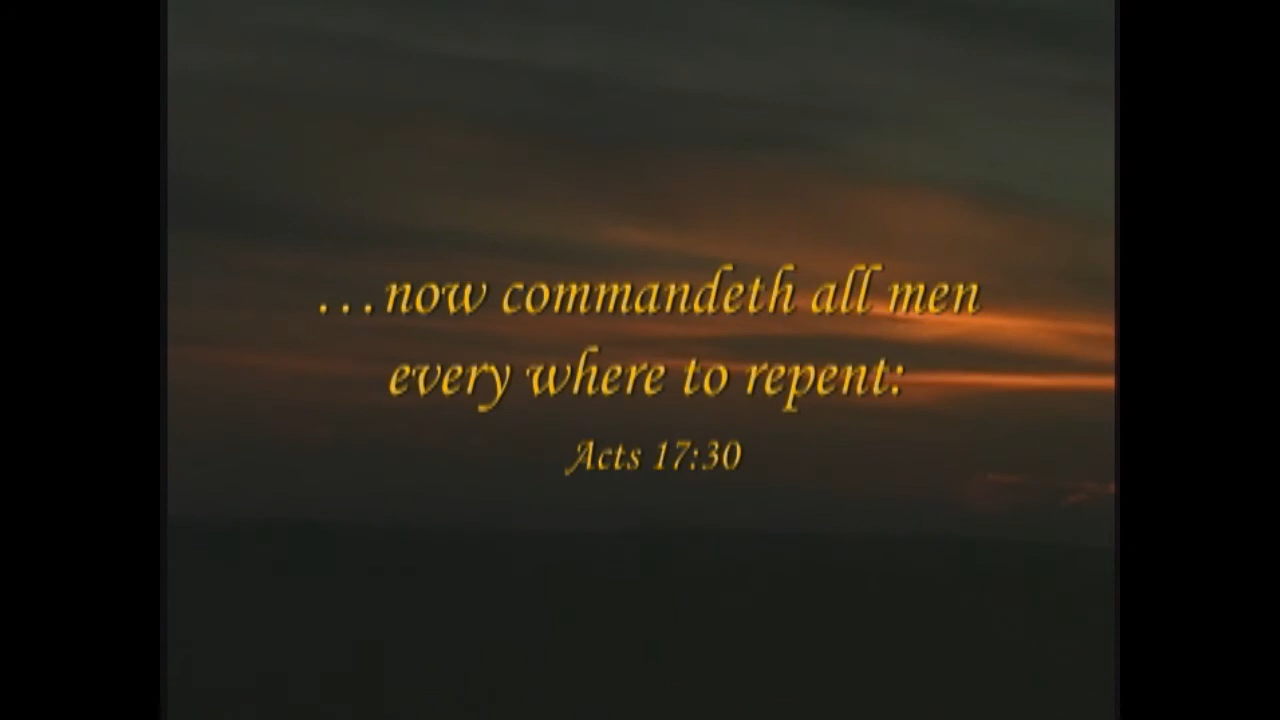 ...now commandeth all men
every where to repent:
Acts 17:30